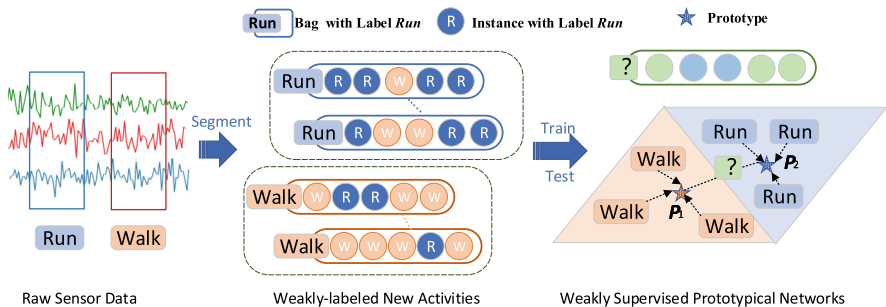 Run Bag with Label Run R Instance with Label Run Prototype
Run R R W R R
Run R W W R R
Walk W R R W W
Walk W W W R W
Segment
Train
Test
?
Run Run
Walk ? P2
Run
Walk P1 Walk
Run Walk
Raw Sensor Data Weakly-labeled New Activities Weakly Supervised Prototypical Networks